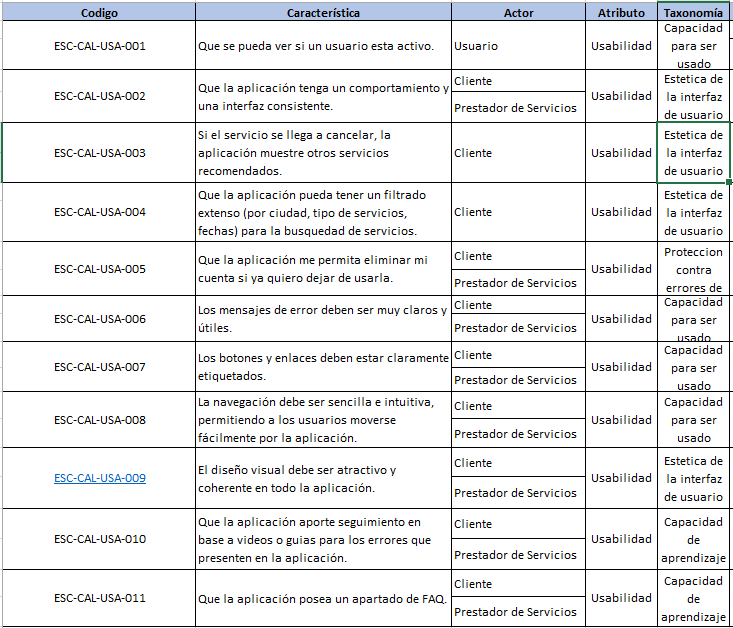 Codigo Característica Actor Atributo Taxonomía
ESC-CAL-USA-001 Que se pueda ver si un usuario esta activo. Usuario Usabilidad Capacidad
para ser
usado
ESC-CAL-USA-002 Que la aplicación tenga un comportamiento y
una interfaz consistente.
Cliente
Prestador de Servicios
Usabilidad
Estetica de
la interfaz
de usuario
ESC-CAL-USA-003 Si el servicio se llega a cancelar, la
aplicación muestre otros servicios
recomendados.
Cliente
Usabilidad
Estetica de
la interfaz
de usuario
ESC-CAL-USA-004 Que la aplicación pueda tener un filtrado
extenso (por ciudad, tipo de servicios,
fechas) para la busquedad de servicios.
Cliente
Usabilidad
Estetica de
la interfaz
de usuario
ESC-CAL-USA-005 Que la aplicación me permita eliminar mi
cuenta si ya quiero dejar de usarla.
Cliente
Prestador de Servicios
Usabilidad
Proteccion
contra
errores de
ESC-CAL-USA-006 Los mensajes de error deben ser muy claros y
útiles.
Cliente
Prestador de Servicios
Usabilidad
Capacidad
para ser
usado
ESC-CAL-USA-007 Los botones y enlaces deben estar claramente
etiquetados.
Cliente
Prestador de Servicios
Usabilidad
Capacidad
para ser
usado
ESC-CAL-USA-008 La navegación debe ser sencilla e intuitiva,
permitiendo a los usuarios moverse
fácilmente por la aplicación.
Cliente
Prestador de Servicios
Usabilidad
Capacidad
para ser
usado
ESC-CAL-USA-009 El diseño visual debe ser atractivo y
coherente en todo la aplicación.
Cliente
Prestador de Servicios
Usabilidad
Estetica de
la interfaz
de usuario
ESC-CAL-USA-010 Que la aplicación aporte seguimiento en
base a videos o guias para los errores que
presenten en la aplicación.
Cliente
Prestador de Servicios
Usabilidad
Capacidad
de
aprendizaje
ESC-CAL-USA-011 Que la aplicación posea un apartado de FAQ.
Cliente
Prestador de Servicios
Usabilidad
Capacidad
de
aprendizaje